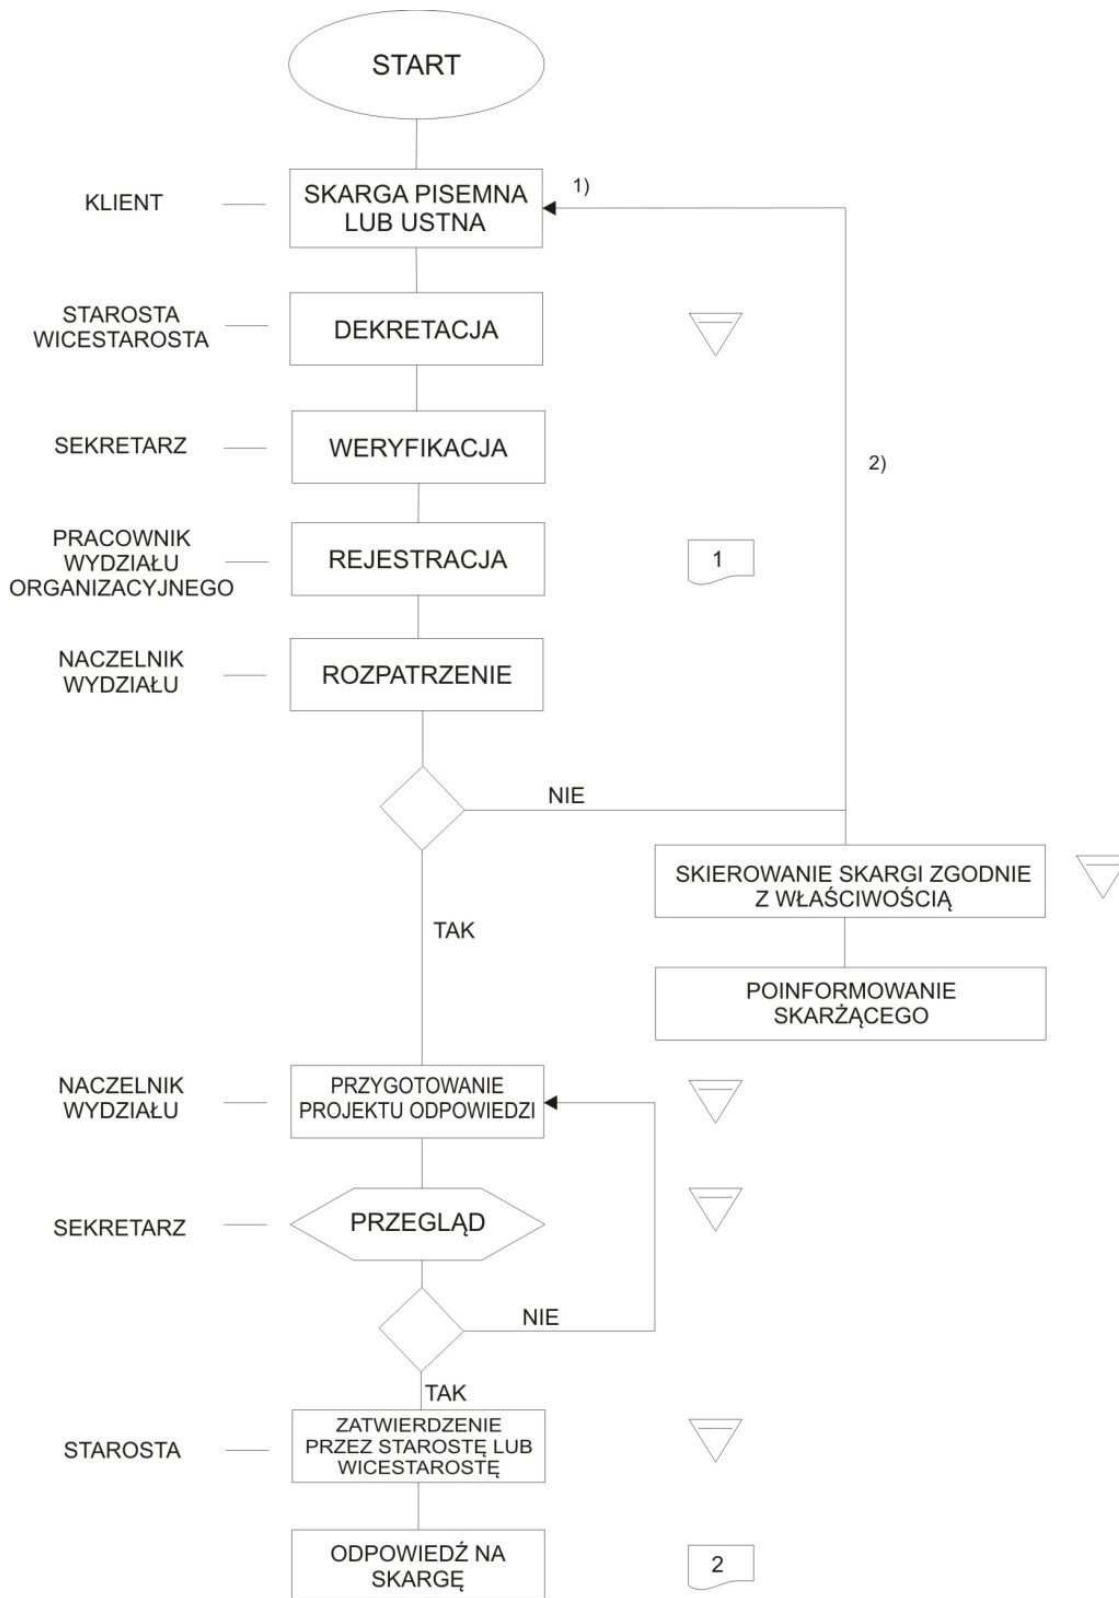 START
1)
KLIENT
SKARGA PISEMNA
LUB USTNA
STAROSTA
WICESTAROSTA
DEKRETACJA
SEKRETARZ
WERYFIKACJA
2)
PRACOWNIK
WYDZIAŁU
ORGANIZACYJNEGO
REJESTRACJA
1
NACZELNIK
WYDZIAŁU
ROZPATRZENIE
NIE
SKIEROWANIE SKARGI ZGODNIE
Z WŁAŚCIWOŚCIĄ
TAK
POINFORMOWANIE
SKARŻĄCEGO
NACZELNIK
WYDZIAŁU
PRZYGOTOWANIE
PROJEKTU ODPOWIEDZI
SEKRETARZ
PRZEGLĄD
NIE
TAK
STAROSTA
ZATWIERDZENIE
PRZEZ STAROSTĘ LUB
WICESTAROSTĘ
ODPOWIEDŹ NA
SKARGĘ
2